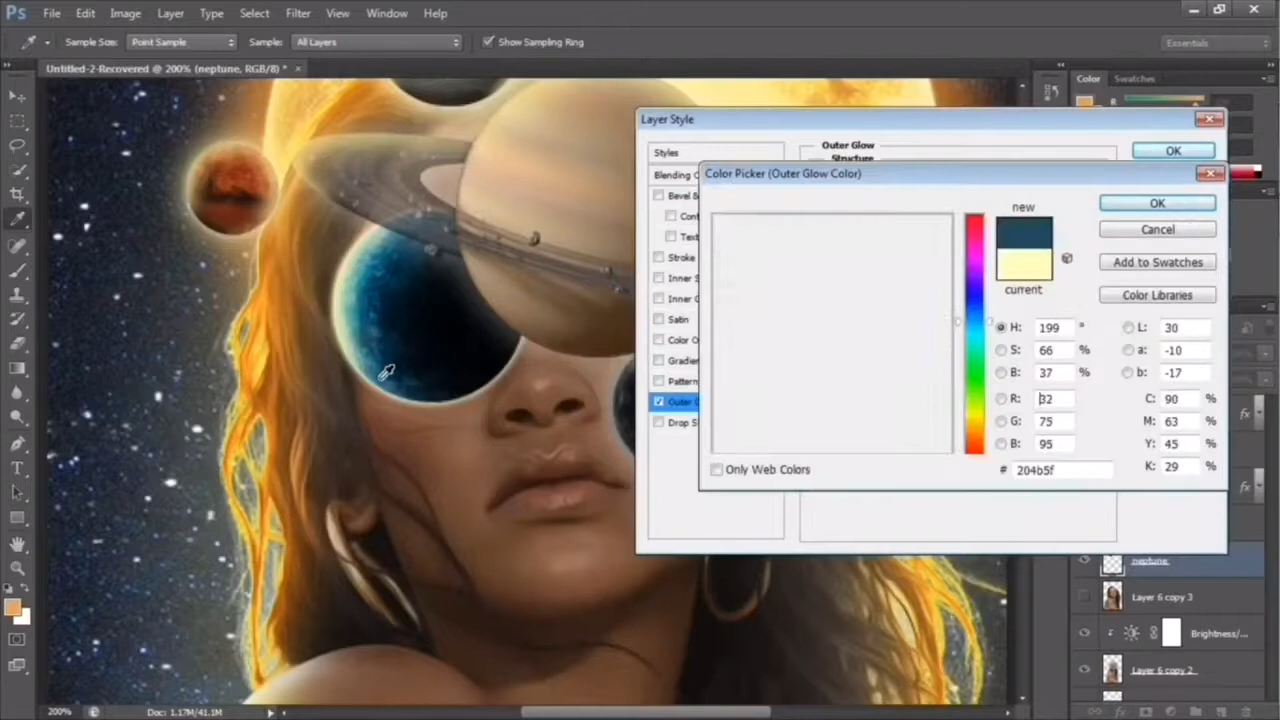 Ps File Edit Image Layer Type Select Filter View Window Help
Sample Size: Point Sample Sample: All Layers Show Sampling Ring Essentials
Untitled-2-Recovered @ 200% (neptune, RGB/8) * ×
Color Swatches
R
Layer Style
Styles
Outer Glow
Structure
OK
Blending
Bevel &
Cont
Text
Stroke
Inner S
Inner G
Satin
Color O
Gradien
Pattern
Outer G
Drop S
Color Picker (Outer Glow Color)
new
current
OK
Cancel
Add to Swatches
Color Libraries
H: 199 ° L: 30
S: 66 % a: -10
B: 37 % b: -17
R: 32 C: 90 %
G: 75 M: 63 %
B: 95 Y: 45 %
# 204b5f K: 29 %
Only Web Colors
fx
fx
neptune
Layer 6 copy 3
Brightness/...
Layer 6 copy 2
200% Doc: 1.17M/41.1M